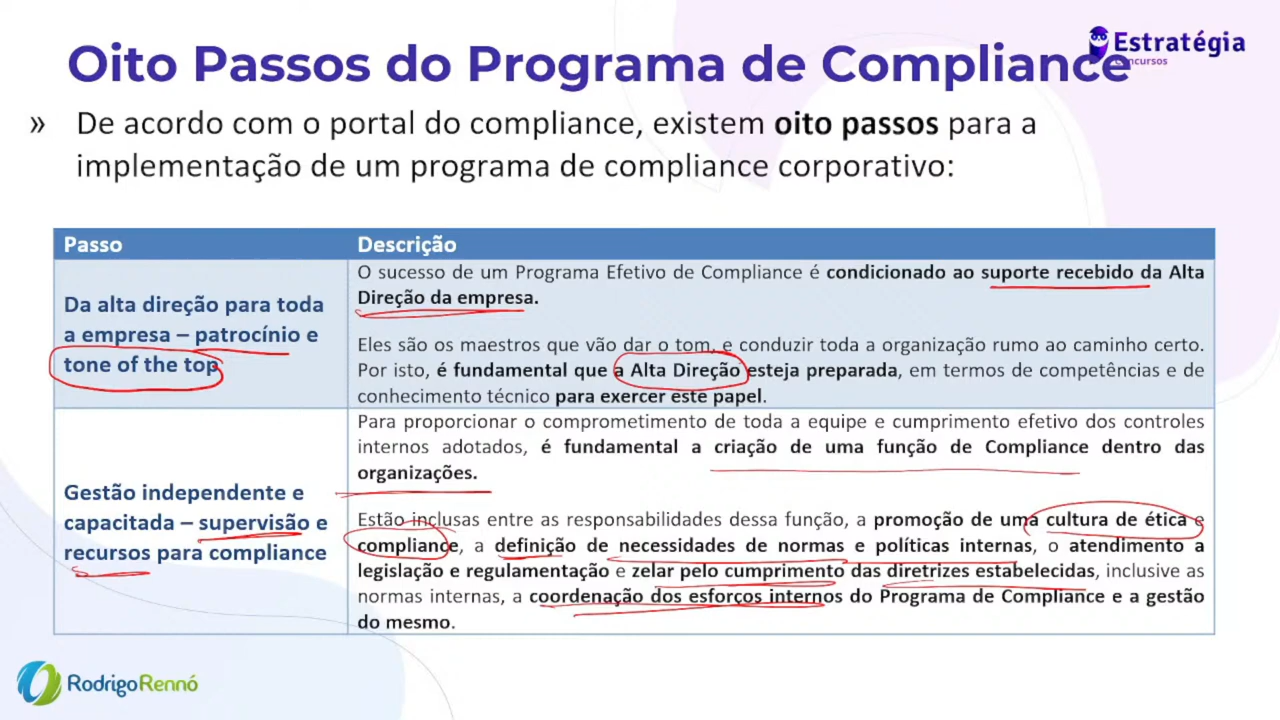 Oito Passos do Programa de Compliance
Estratégia
Concursos
» De acordo com o portal do compliance, existem oito passos para a
implementação de um programa de compliance corporativo:
Passo
Descrição
Da alta direção para toda
a empresa – patrocínio e
tone of the top
O sucesso de um Programa Efetivo de Compliance é condicionado ao suporte recebido da Alta
Direção da empresa.
Eles são os maestros que vão dar o tom, e conduzir toda a organização rumo ao caminho certo.
Por isto, é fundamental que a Alta Direção esteja preparada, em termos de competências e de
conhecimento técnico para exercer este papel.
Gestão independente e
capacitada – supervisão e
recursos para compliance
Para proporcionar o comprometimento de toda a equipe e cumprimento efetivo dos controles
internos adotados, é fundamental a criação de uma função de Compliance dentro das
organizações.
Estão inclusas entre as responsabilidades dessa função, a promoção de uma cultura de ética e
compliance, a definição de necessidades de normas e políticas internas, o atendimento a
legislação e regulamentação e zelar pelo cumprimento das diretrizes estabelecidas, inclusive as
normas internas, a coordenação dos esforços internos do Programa de Compliance e a gestão
do mesmo.
RodrigoRennó